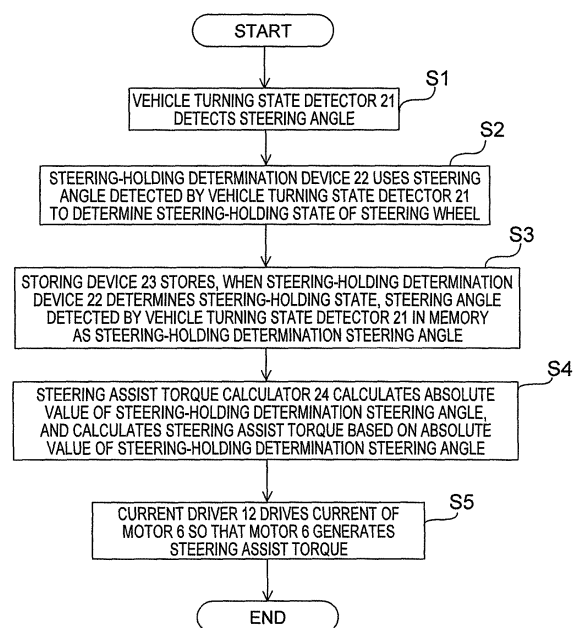 START
S1
VEHICLE TURNING STATE DETECTOR 21
DETECTS STEERING ANGLE
S2
STEERING-HOLDING DETERMINATION DEVICE 22 USES STEERING
ANGLE DETECTED BY VEHICLE TURNING STATE DETECTOR 21
TO DETERMINE STEERING-HOLDING STATE OF STEERING WHEEL
S3
STORING DEVICE 23 STORES, WHEN STEERING-HOLDING DETERMINATION
DEVICE 22 DETERMINES STEERING-HOLDING STATE, STEERING ANGLE
DETECTED BY VEHICLE TURNING STATE DETECTOR 21 IN MEMORY
AS STEERING-HOLDING DETERMINATION STEERING ANGLE
S4
STEERING ASSIST TORQUE CALCULATOR 24 CALCULATES ABSOLUTE
VALUE OF STEERING-HOLDING DETERMINATION STEERING ANGLE,
AND CALCULATES STEERING ASSIST TORQUE BASED ON ABSOLUTE
VALUE OF STEERING-HOLDING DETERMINATION STEERING ANGLE
S5
CURRENT DRIVER 12 DRIVES CURRENT OF
MOTOR 6 SO THAT MOTOR 6 GENERATES
STEERING ASSIST TORQUE
END